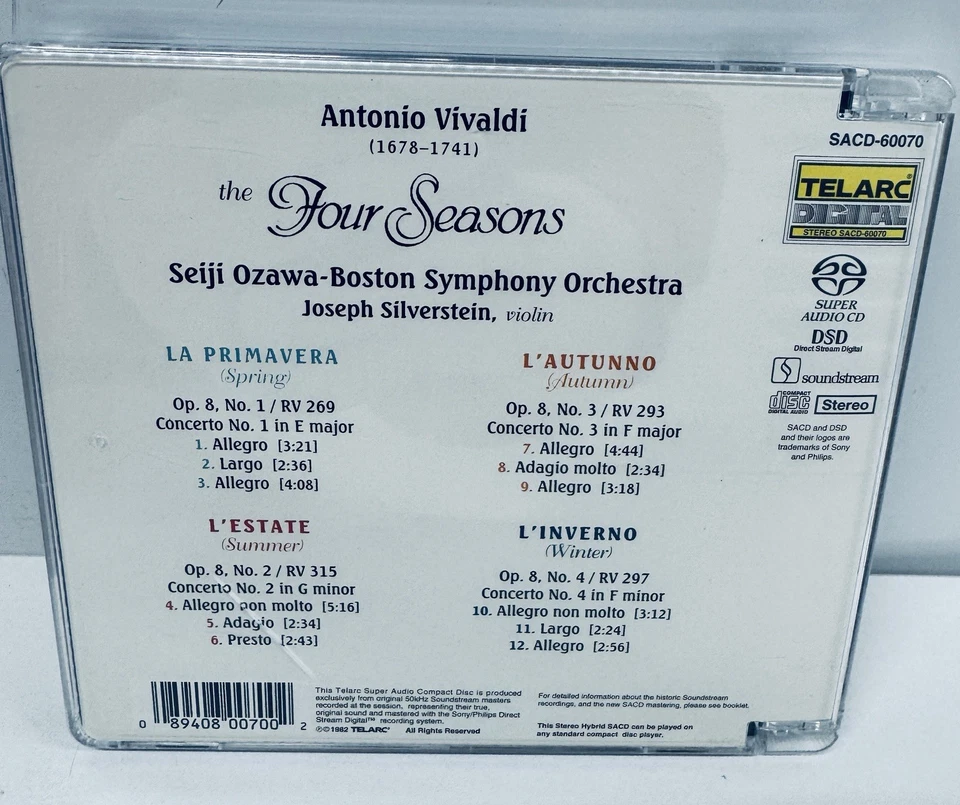 Antonio Vivaldi
(1678–1741)
the Four Seasons
Seiji Ozawa-Boston Symphony Orchestra
Joseph Silverstein, violin
LA PRIMAVERA
(Spring)
Op. 8, No. 1 / RV 269
Concerto No. 1 in E major
1. Allegro [3:21]
2. Largo [2:36]
3. Allegro [4:08]
L'ESTATE
(Summer)
Op. 8, No. 2 / RV 315
Concerto No. 2 in G minor
4. Allegro non molto [5:16]
5. Adagio [2:34]
6. Presto [2:43]
L'AUTUNNO
(Autumn)
Op. 8, No. 3 / RV 293
Concerto No. 3 in F major
7. Allegro [4:44]
8. Adagio molto [2:34]
9. Allegro [3:18]
L'INVERNO
(Winter)
Op. 8, No. 4 / RV 297
Concerto No. 4 in F minor
10. Allegro non molto [3:12]
11. Largo [2:24]
12. Allegro [2:56]
SACD-60070
TELARC®
DIGITAL
STEREO SACD-60070
SUPER
AUDIO CD
DSD
Direct Stream Digital
soundstream
COMPACT
disc
DIGITAL AUDIO
Stereo
SACD and DSD
and their logos are
trademarks of Sony
and Philips.
0 89408 00700 2
This Telarc Super Audio Compact Disc is produced
exclusively from original 50kHz Soundstream masters
recorded at the session, representing their true,
original sound and mastered with the Sony/Philips Direct
Stream Digital™ recording system.
℗©1982 TELARC® All Rights Reserved
For detailed information about the historic Soundstream
recordings, and the new SACD mastering, please see booklet.
This Stereo Hybrid SACD can be played on
any standard compact disc player.